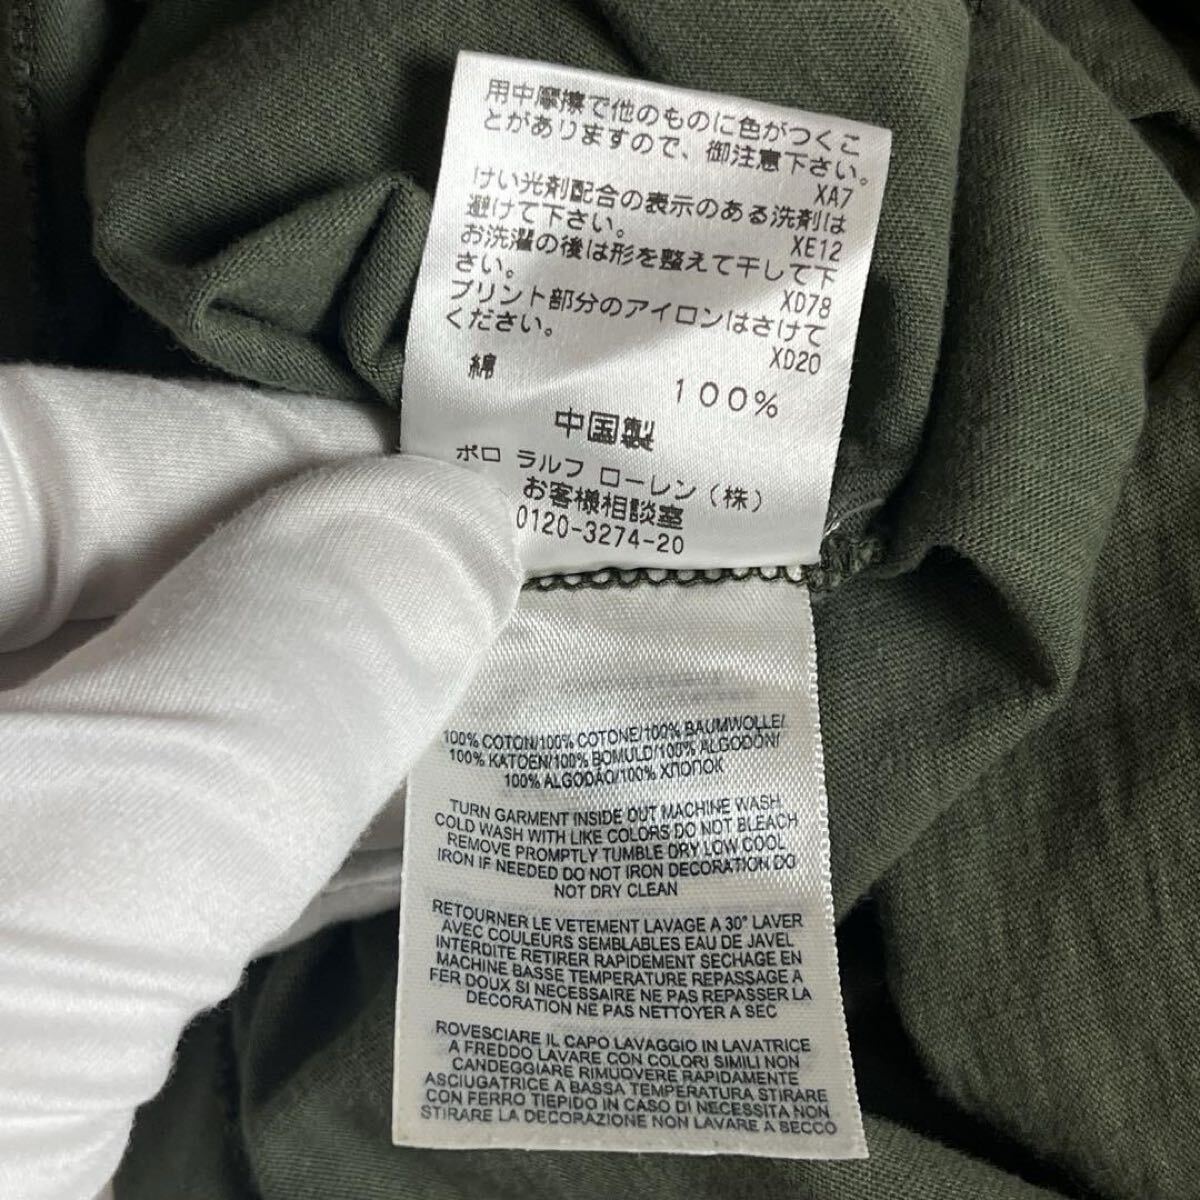 用中摩擦で他のものに色がつくこ
とがありますので、御注意下さい。
XA7
けい光剤配合の表示のある洗剤は
避けて下さい。
XE12
お洗濯の後は形を整えて干して下
さい。
XD78
プリント部分のアイロンはさけて
ください。
XD20
綿 100%
中国製
ポロ ラルフ ローレン(株)
お客様相談室
0120-3274-20
100% COTON/100% COTONE/100% BAUMWOLLE/
100% KATOEN/100% BOMULD/100% ALGODÓN/
100% ALGODÃO/100% ХЛОПОК
TURN GARMENT INSIDE OUT MACHINE WASH
COLD WASH WITH LIKE COLORS DO NOT BLEACH
REMOVE PROMPTLY TUMBLE DRY LOW COOL
IRON IF NEEDED DO NOT IRON DECORATION DO
NOT DRY CLEAN
RETOURNER LE VETEMENT LAVAGE A 30° LAVER
AVEC COULEURS SEMBLABLES EAU DE JAVEL
INTERDITE RETIRER RAPIDEMENT SECHAGE EN
MACHINE BASSE TEMPERATURE REPASSAGE A
FER DOUX SI NECESSAIRE NE PAS REPASSER LA
DECORATION NE PAS NETTOYER A SEC
ROVESCIARE IL CAPO LAVAGGIO IN LAVATRICE
A FREDDO LAVARE CON COLORI SIMILI NON
CANDEGGIARE RIMUOVERE RAPIDAMENTE
ASCIUGATRICE A BASSA TEMPERATURA STIRARE
CON FERRO TIEPIDO IN CASO DI NECESSITA NON
STIRARE LA DECORAZIONE NON LAVARE A SECCO